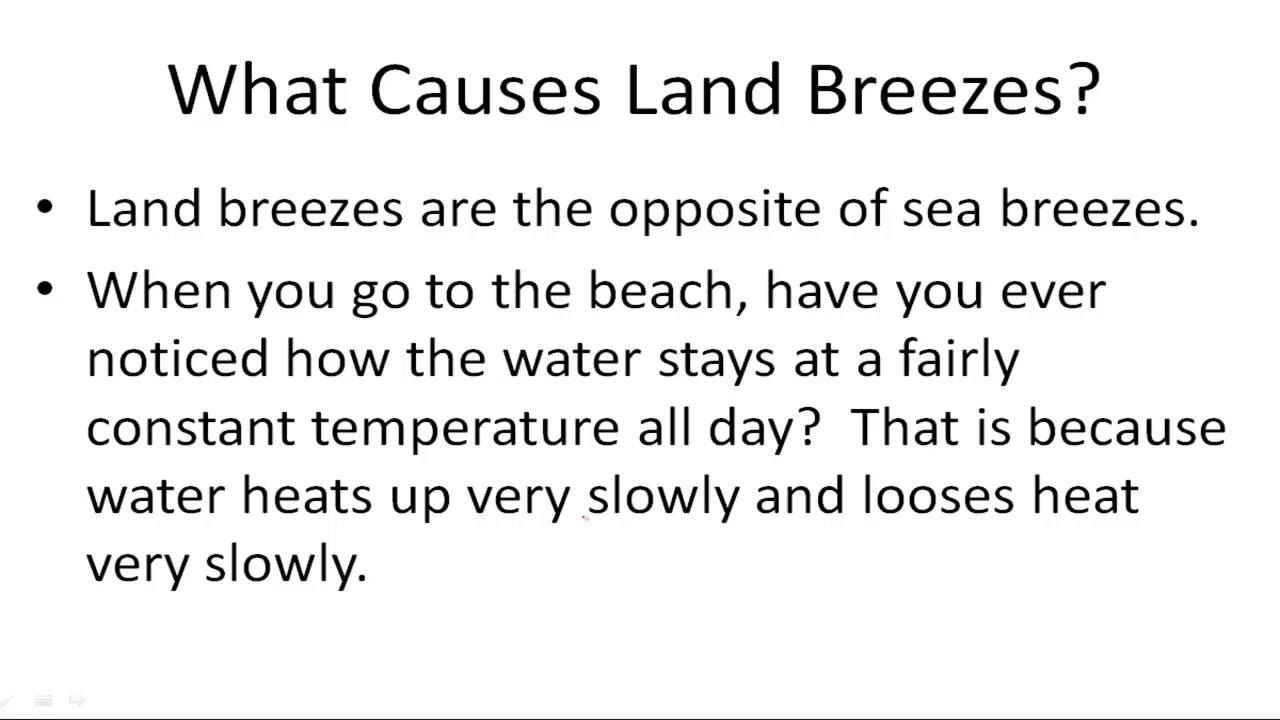 What Causes Land Breezes?
• Land breezes are the opposite of sea breezes.
• When you go to the beach, have you ever
noticed how the water stays at a fairly
constant temperature all day?  That is because
water heats up very slowly and looses heat
very slowly.